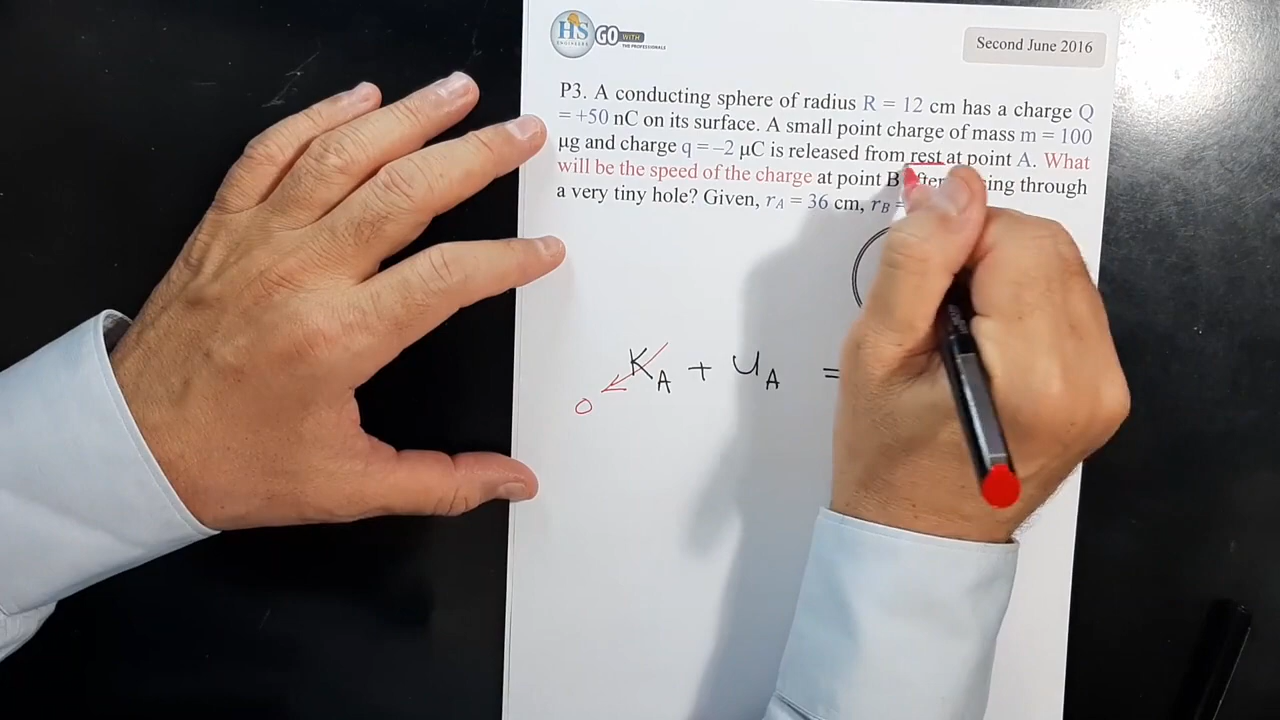 HS
ENGINEERS
GO WITH
THE PROFESSIONALS
Second June 2016
P3. A conducting sphere of radius R = 12 cm has a charge Q
= +50 nC on its surface. A small point charge of mass m = 100
µg and charge q = –2 µC is released from rest at point A. What
will be the speed of the charge at point B through
a very tiny hole? Given, rA = 36 cm, rB =
KA + UA =
0